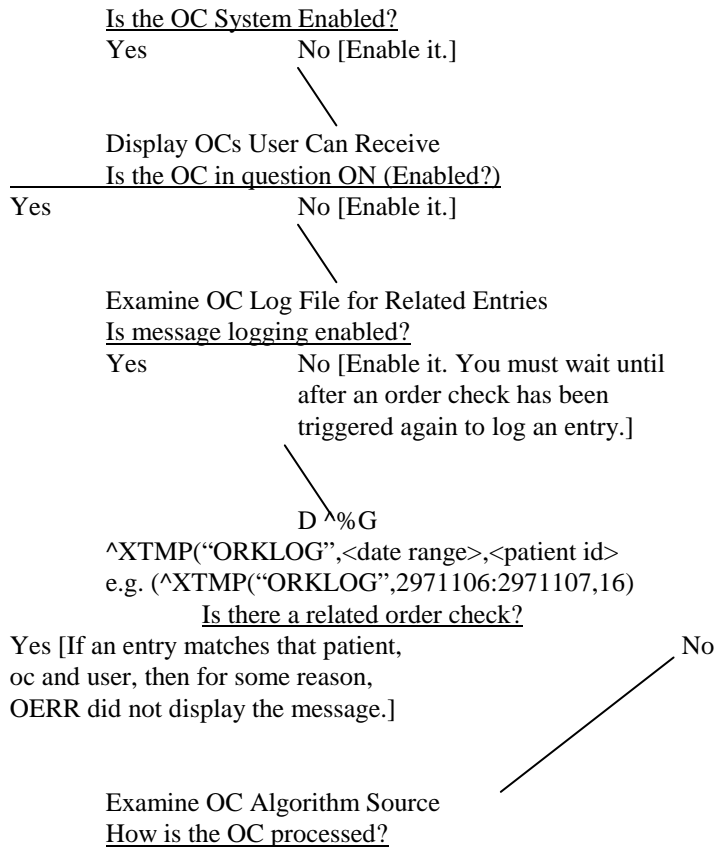 Is the OC System Enabled?
Yes No [Enable it.]
Display OCs User Can Receive
Is the OC in question ON (Enabled?)
Yes No [Enable it.]
Examine OC Log File for Related Entries
Is message logging enabled?
Yes No [Enable it. You must wait until
after an order check has been
triggered again to log an entry.]
D ^%G
^XTMP(“ORKLOG”,<date range>,<patient id>
e.g. (^XTMP(“ORKLOG”,2971106:2971107,16)
Is there a related order check?
Yes [If an entry matches that patient, No
oc and user, then for some reason,
OERR did not display the message.]
Examine OC Algorithm Source
How is the OC processed?